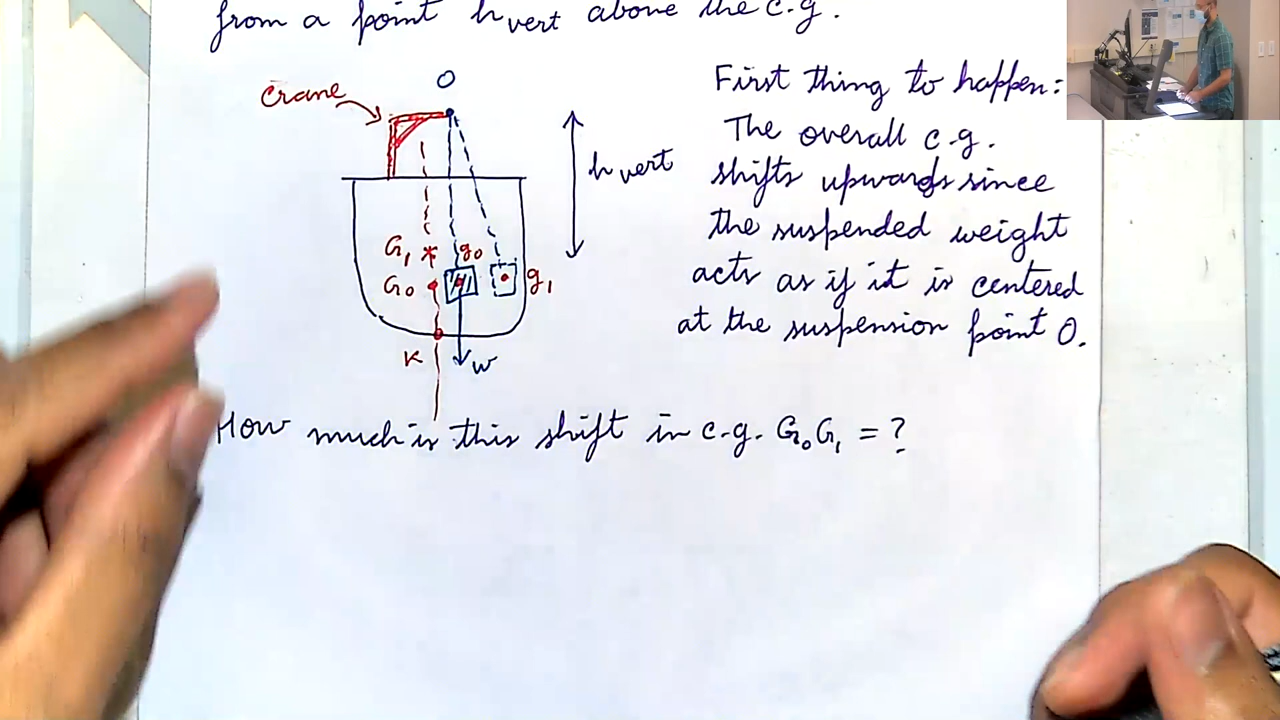 from a point h vert above the c.g.
O
crane
h vert
G₁
g₀
G₀
g₁
K
w
First thing to happen:
The overall c.g.
shifts upwards since
the suspended weight
acts as if it is centered
at the suspension point O.
How much is this shift in c.g. G₀G₁ = ?